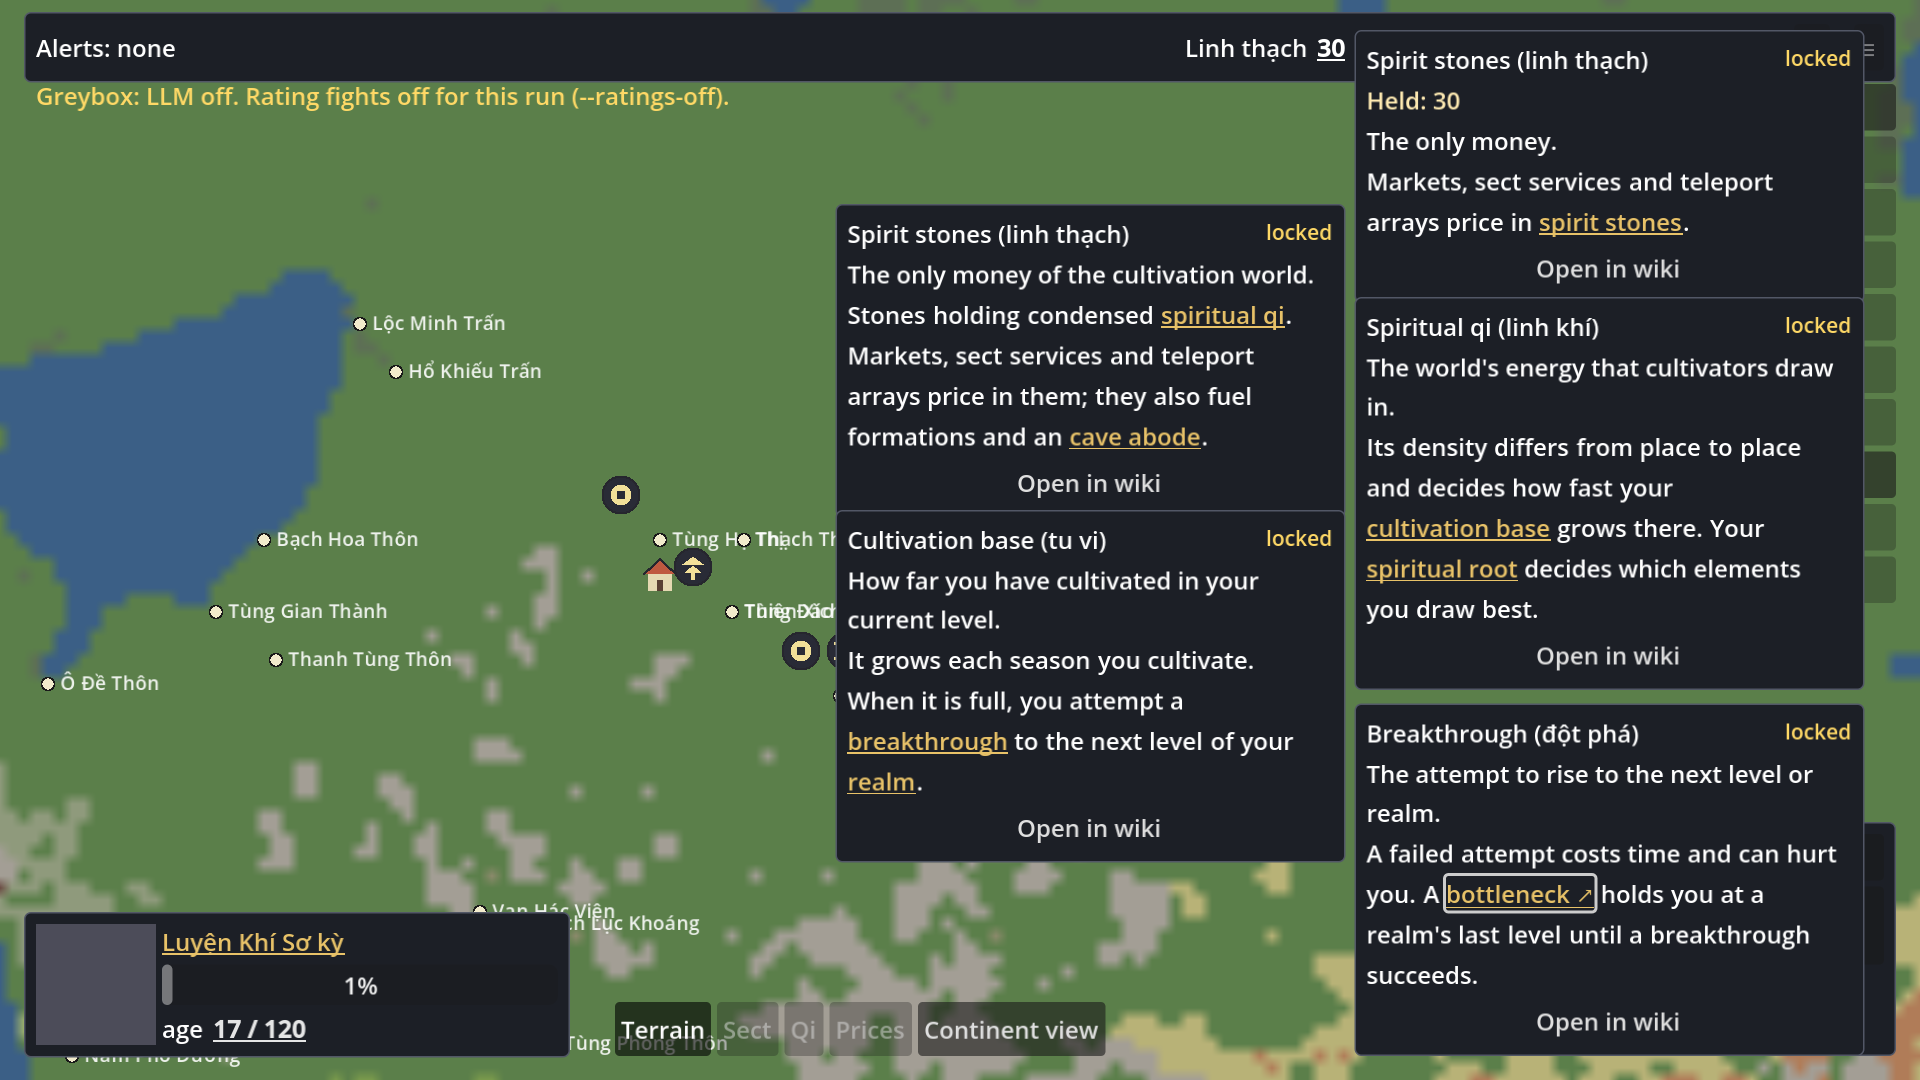 Alerts: none
Linh thạch 30
Greybox: LLM off. Rating fights off for this run (--ratings-off).
Spirit stones (linh thạch)
locked
Held: 30
The only money.
Markets, sect services and teleport
arrays price in spirit stones.
Open in wiki
Spirit stones (linh thạch)
locked
The only money of the cultivation world.
Stones holding condensed spiritual qi.
Markets, sect services and teleport
arrays price in them; they also fuel
formations and an cave abode.
Open in wiki
Spiritual qi (linh khí)
locked
The world's energy that cultivators draw
in.
Its density differs from place to place
and decides how fast your
cultivation base grows there. Your
spiritual root decides which elements
you draw best.
Open in wiki
Cultivation base (tu vi)
locked
How far you have cultivated in your
current level.
It grows each season you cultivate.
When it is full, you attempt a
breakthrough to the next level of your
realm.
Open in wiki
Breakthrough (đột phá)
locked
The attempt to rise to the next level or
realm.
A failed attempt costs time and can hurt
you. A bottleneck ↗ holds you at a
realm's last level until a breakthrough
succeeds.
Open in wiki
Lộc Minh Trấn
Hổ Khiếu Trấn
Bạch Hoa Thôn
Tùng
Tùng Gian Thành
Thanh Tùng Thôn
Ô Đề Thôn
Vạn Hác Viên
Lục Khoáng
Tùng Phong Thôn
Luyện Khí Sơ kỳ
1%
age 17 / 120
Terrain
Sect
Qi
Prices
Continent view